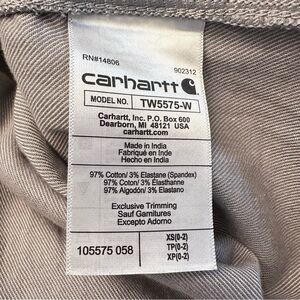 RN#14806
902312
carhartt
MODEL NO. TW5575-W
Carhartt, Inc. P.O. Box 600
Dearborn, MI 48121 USA
carhartt.com
Made in India
Fabriqué en Inde
Hecho en India
97% Cotton/ 3% Elastane (Spandex)
97% Coton/ 3% Élasthanne
97% Algodón/ 3% Elastano
Exclusive Trimming
Sauf Garnitures
Excepto Adorno
105575 058
XS(0-2)
TP(0-2)
XP(0-2)